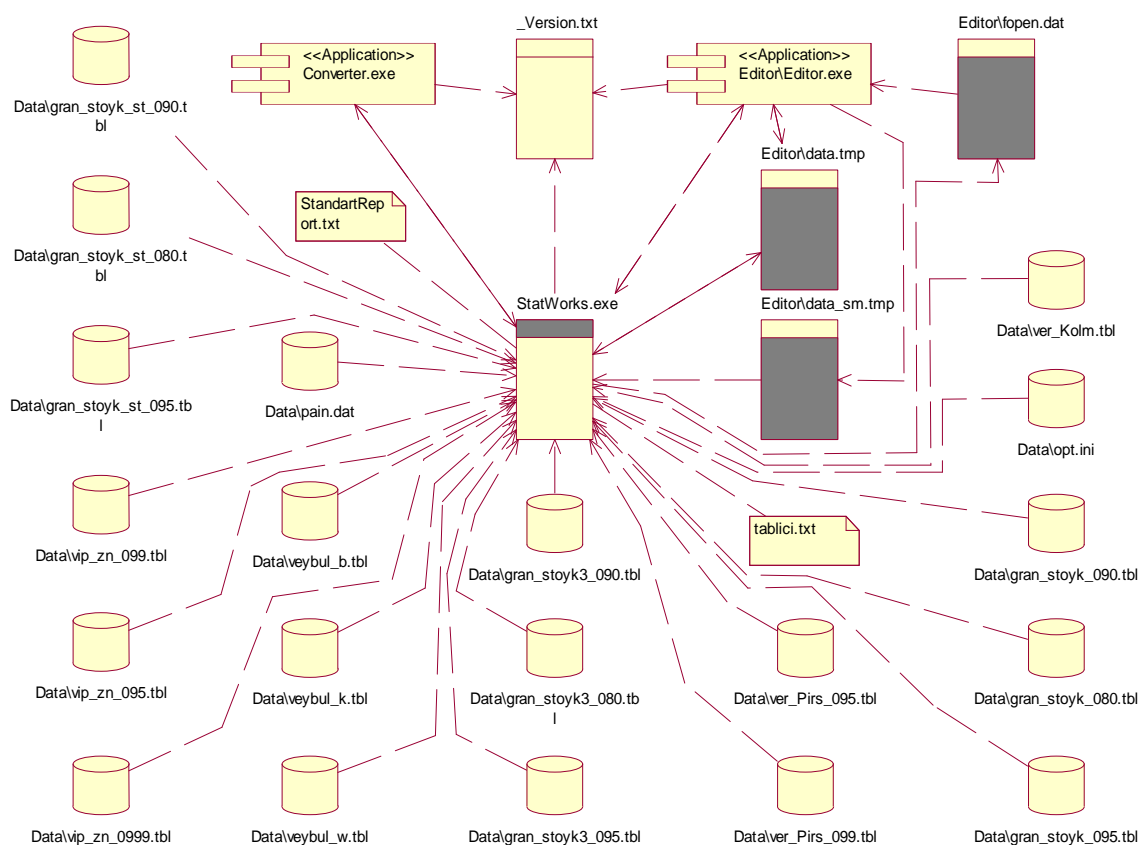 _Version.txt
Editor\fopen.dat
<<Application>>
Converter.exe
<<Application>>
Editor\Editor.exe
Data\gran_stoyk_st_090.t
bl
Editor\data.tmp
StandartRep
ort.txt
Data\gran_stoyk_st_080.t
bl
StatWorks.exe
Editor\data_sm.tmp
Data\ver_Kolm.tbl
Data\gran_stoyk_st_095.tb
l
Data\pain.dat
Data\opt.ini
tablici.txt
Data\vip_zn_099.tbl
Data\veybul_b.tbl
Data\gran_stoyk3_090.tbl
Data\gran_stoyk_090.tbl
Data\vip_zn_095.tbl
Data\veybul_k.tbl
Data\gran_stoyk3_080.tb
l
Data\ver_Pirs_095.tbl
Data\gran_stoyk_080.tbl
Data\vip_zn_0999.tbl
Data\veybul_w.tbl
Data\gran_stoyk3_095.tbl
Data\ver_Pirs_099.tbl
Data\gran_stoyk_095.tbl